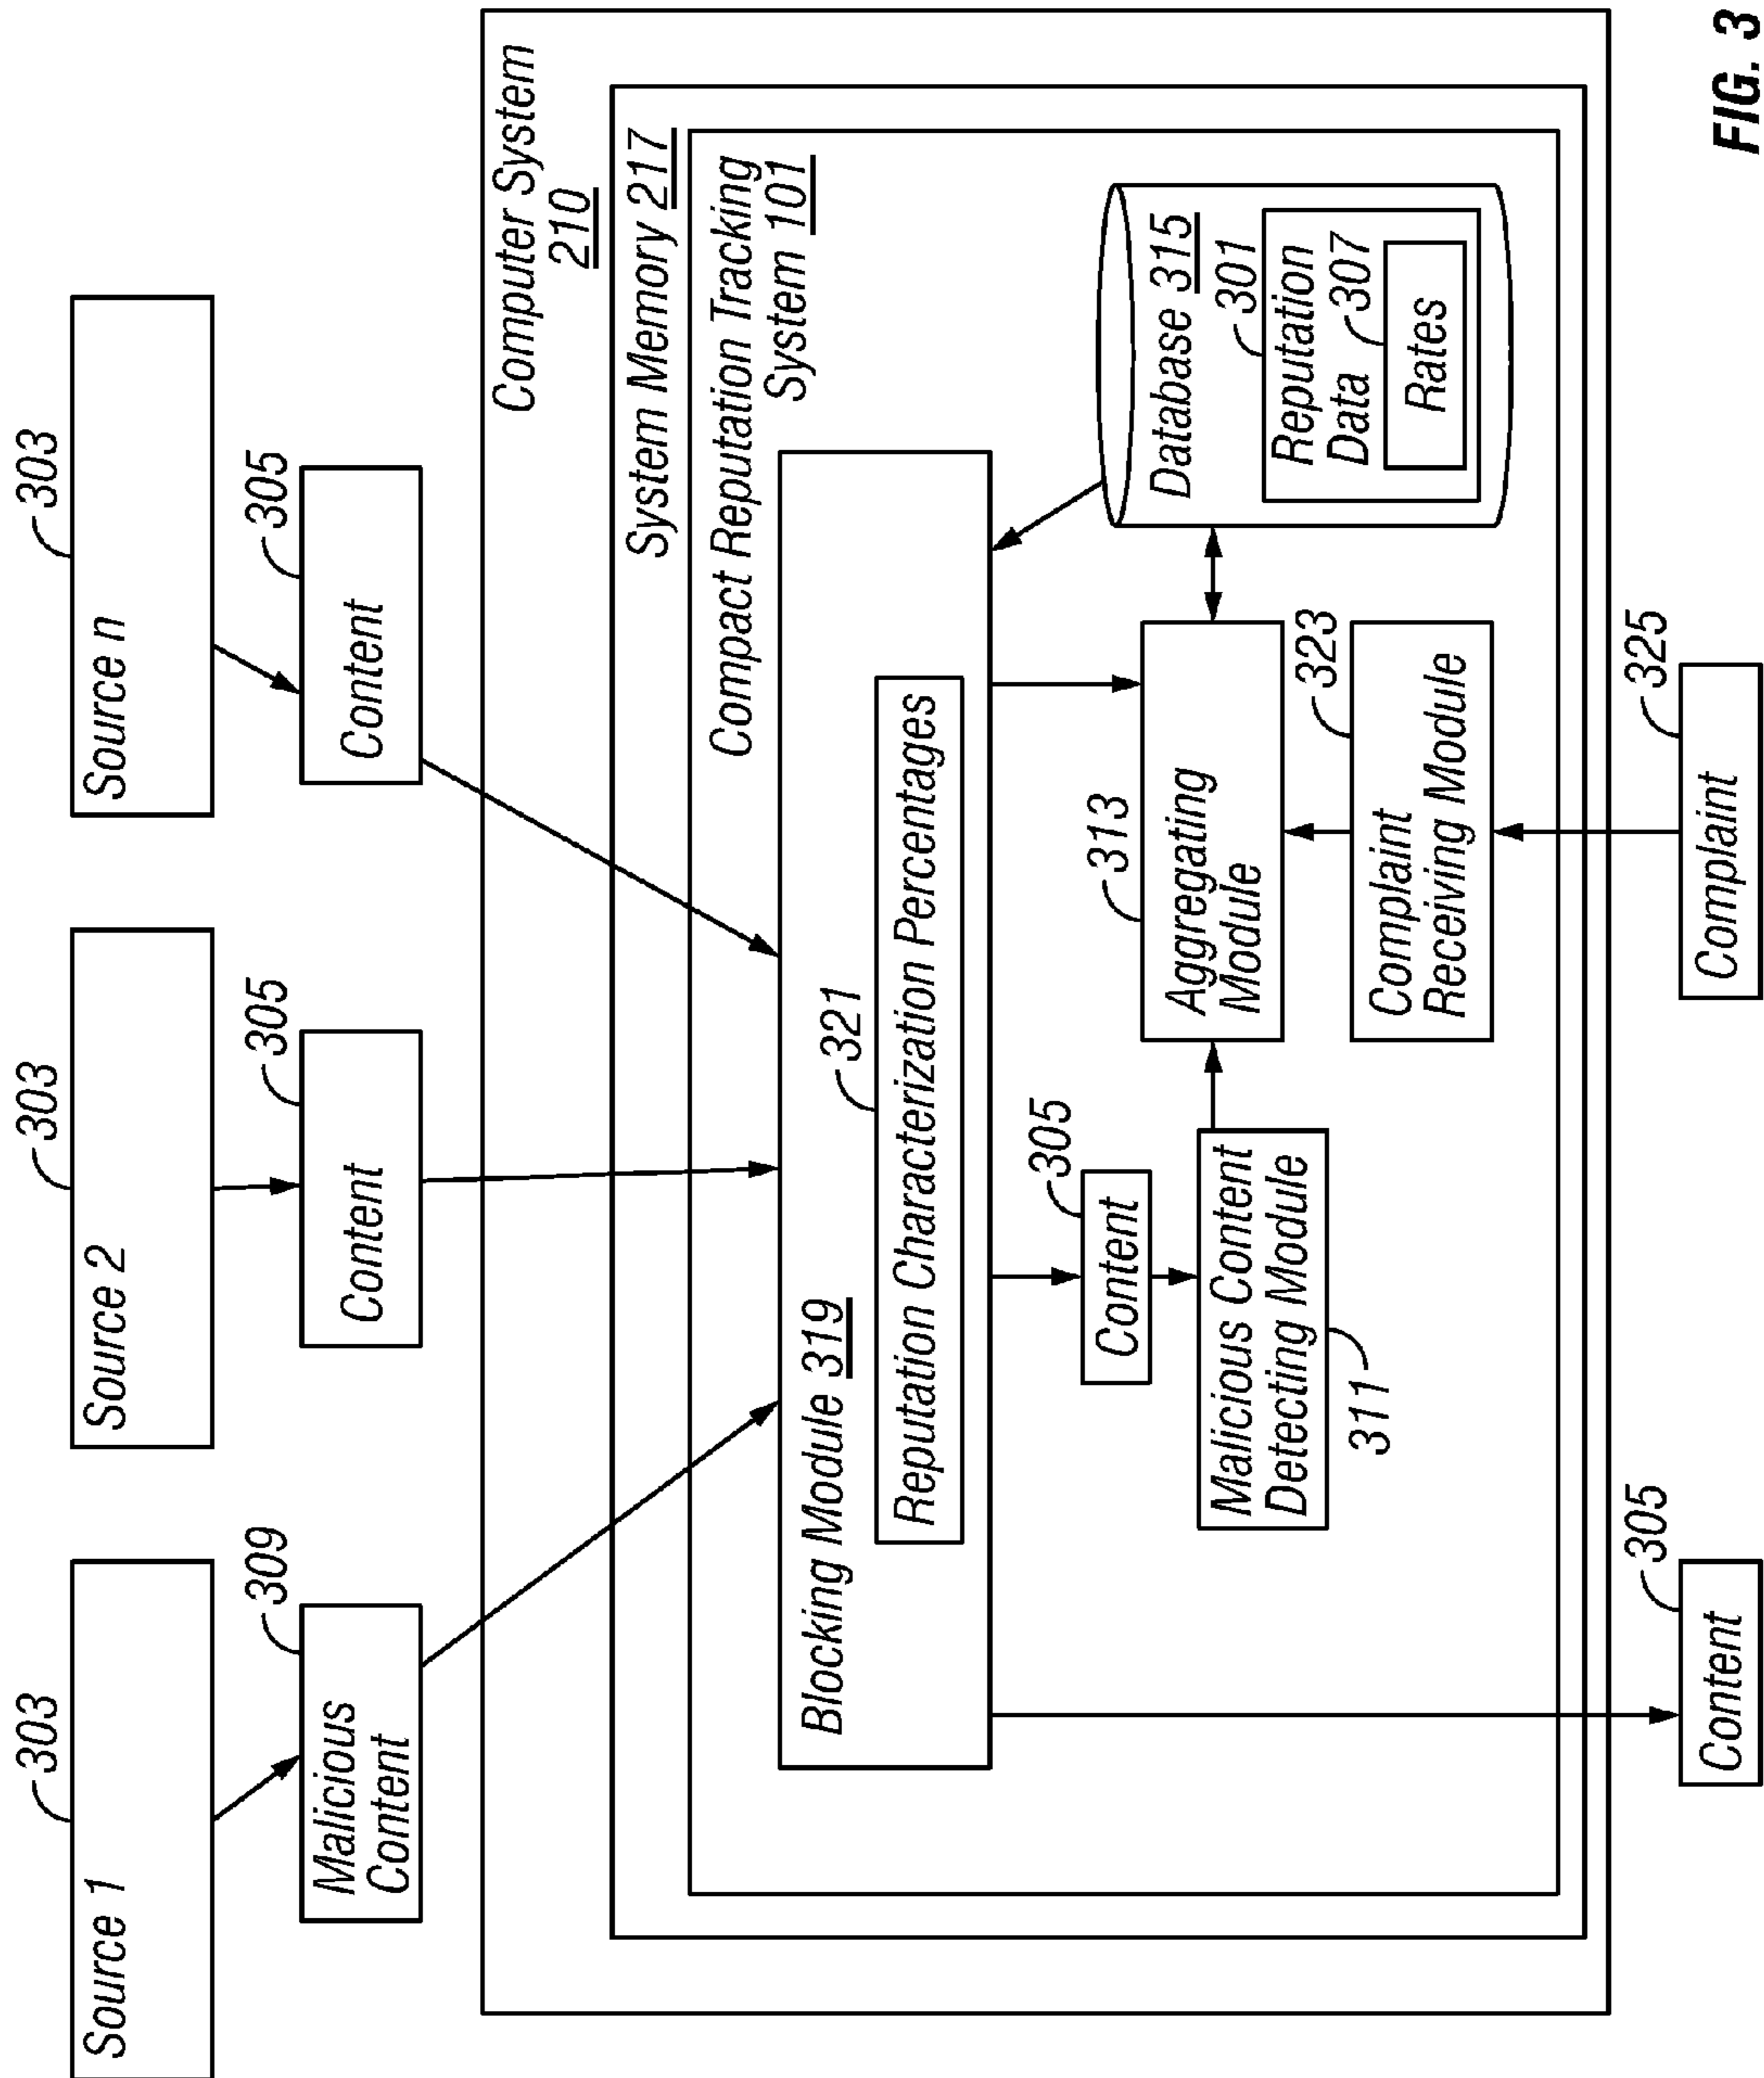 303
303
303
Source 1
Source 2
Source n
309
305
305
Malicious
Content
Content
Content
Computer System
210
System Memory 217
Compact Reputation Tracking
System 101
Blocking Module 319
321
Reputation Characterization Percentages
305
Content
Malicious Content
Detecting Module
311
313
Aggregating
Module
323
Complaint
Receiving Module
Database 315
301
Reputation
Data 307
Rates
305
Content
325
Complaint
FIG. 3